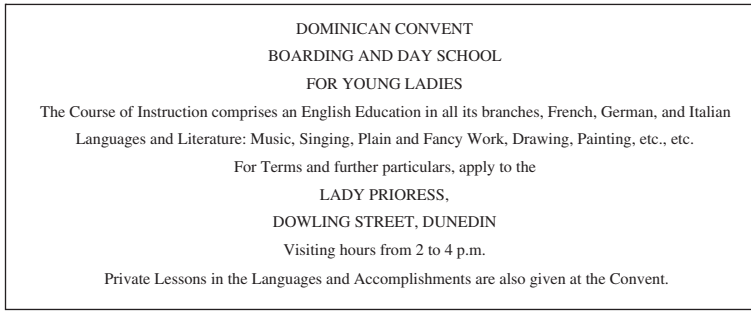 DOMINICAN CONVENT
BOARDING AND DAY SCHOOL
FOR YOUNG LADIES
The Course of Instruction comprises an English Education in all its branches, French, German, and Italian
Languages and Literature: Music, Singing, Plain and Fancy Work, Drawing, Painting, etc., etc.
For Terms and further particulars, apply to the
LADY PRIORESS,
DOWLING STREET, DUNEDIN
Visiting hours from 2 to 4 p.m.
Private Lessons in the Languages and Accomplishments are also given at the Convent.